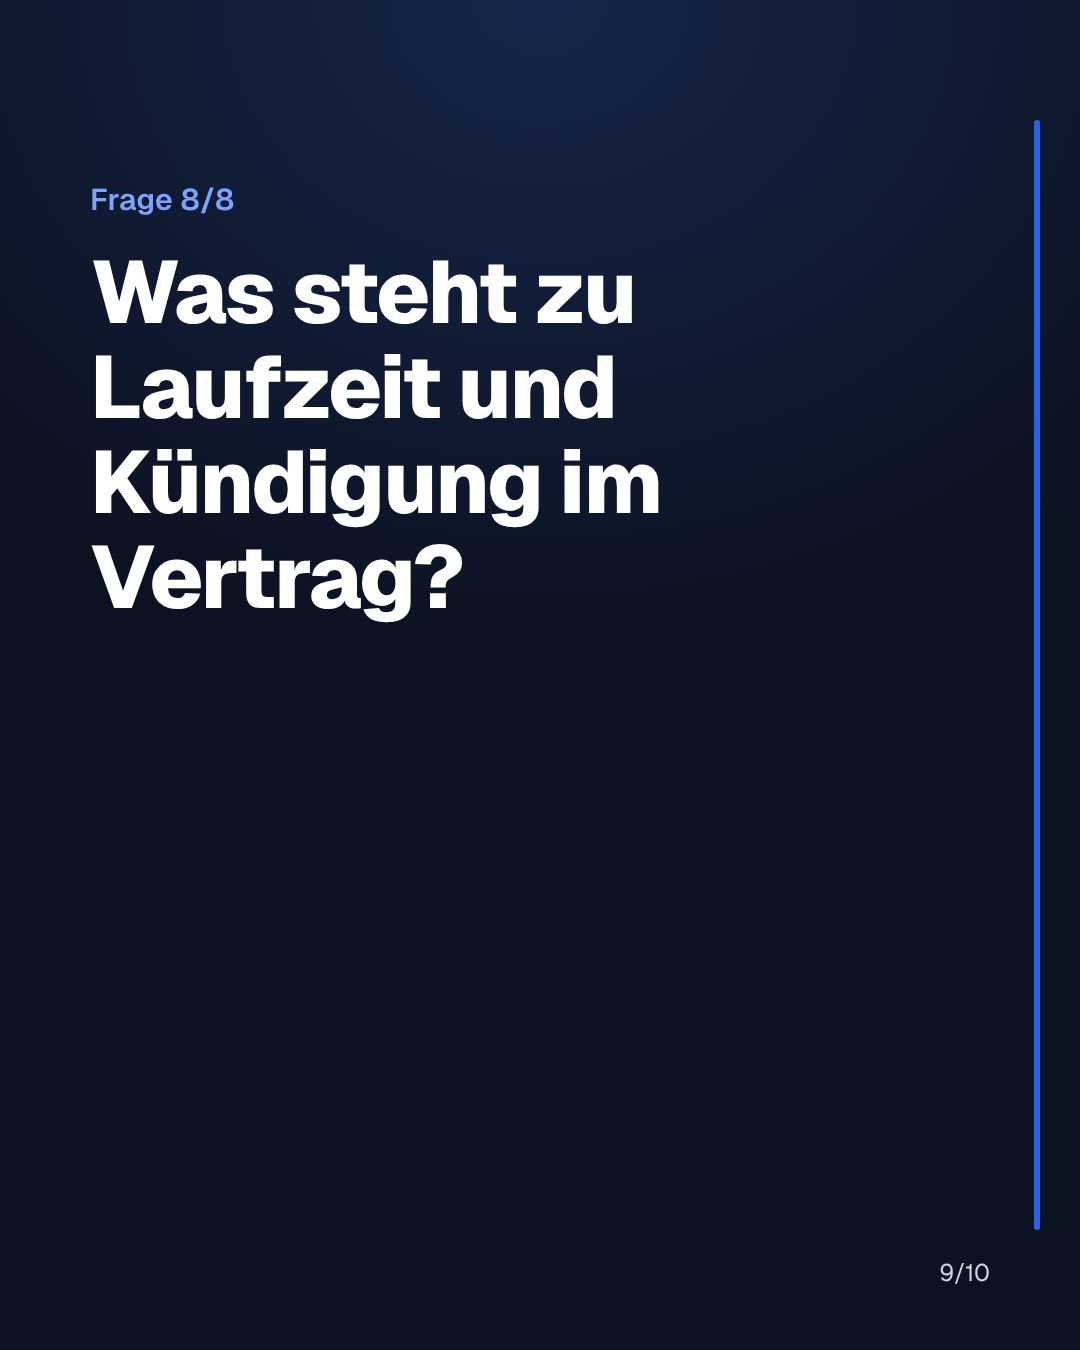 Frage 8/8
Was steht zu
Laufzeit und
Kündigung im
Vertrag?
9/10